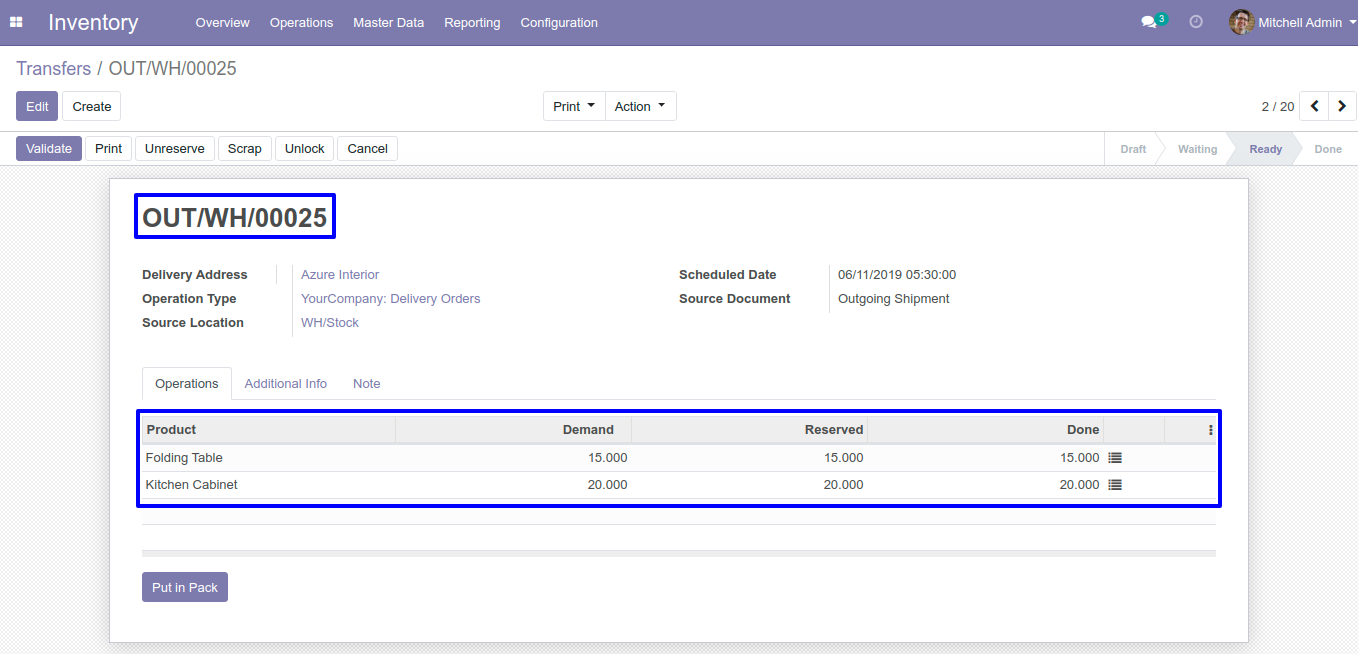 Inventory Overview Operations Master Data Reporting Configuration 3 Mitchell Admin
Transfers / OUT/WH/00025
Edit Create Print Action 2 / 20
Validate Print Unreserve Scrap Unlock Cancel Draft Waiting Ready Done
OUT/WH/00025
Delivery Address Azure Interior Scheduled Date 06/11/2019 05:30:00
Operation Type YourCompany: Delivery Orders Source Document Outgoing Shipment
Source Location WH/Stock
Operations Additional Info Note
Product Demand Reserved Done
Folding Table 15.000 15.000 15.000
Kitchen Cabinet 20.000 20.000 20.000
Put in Pack